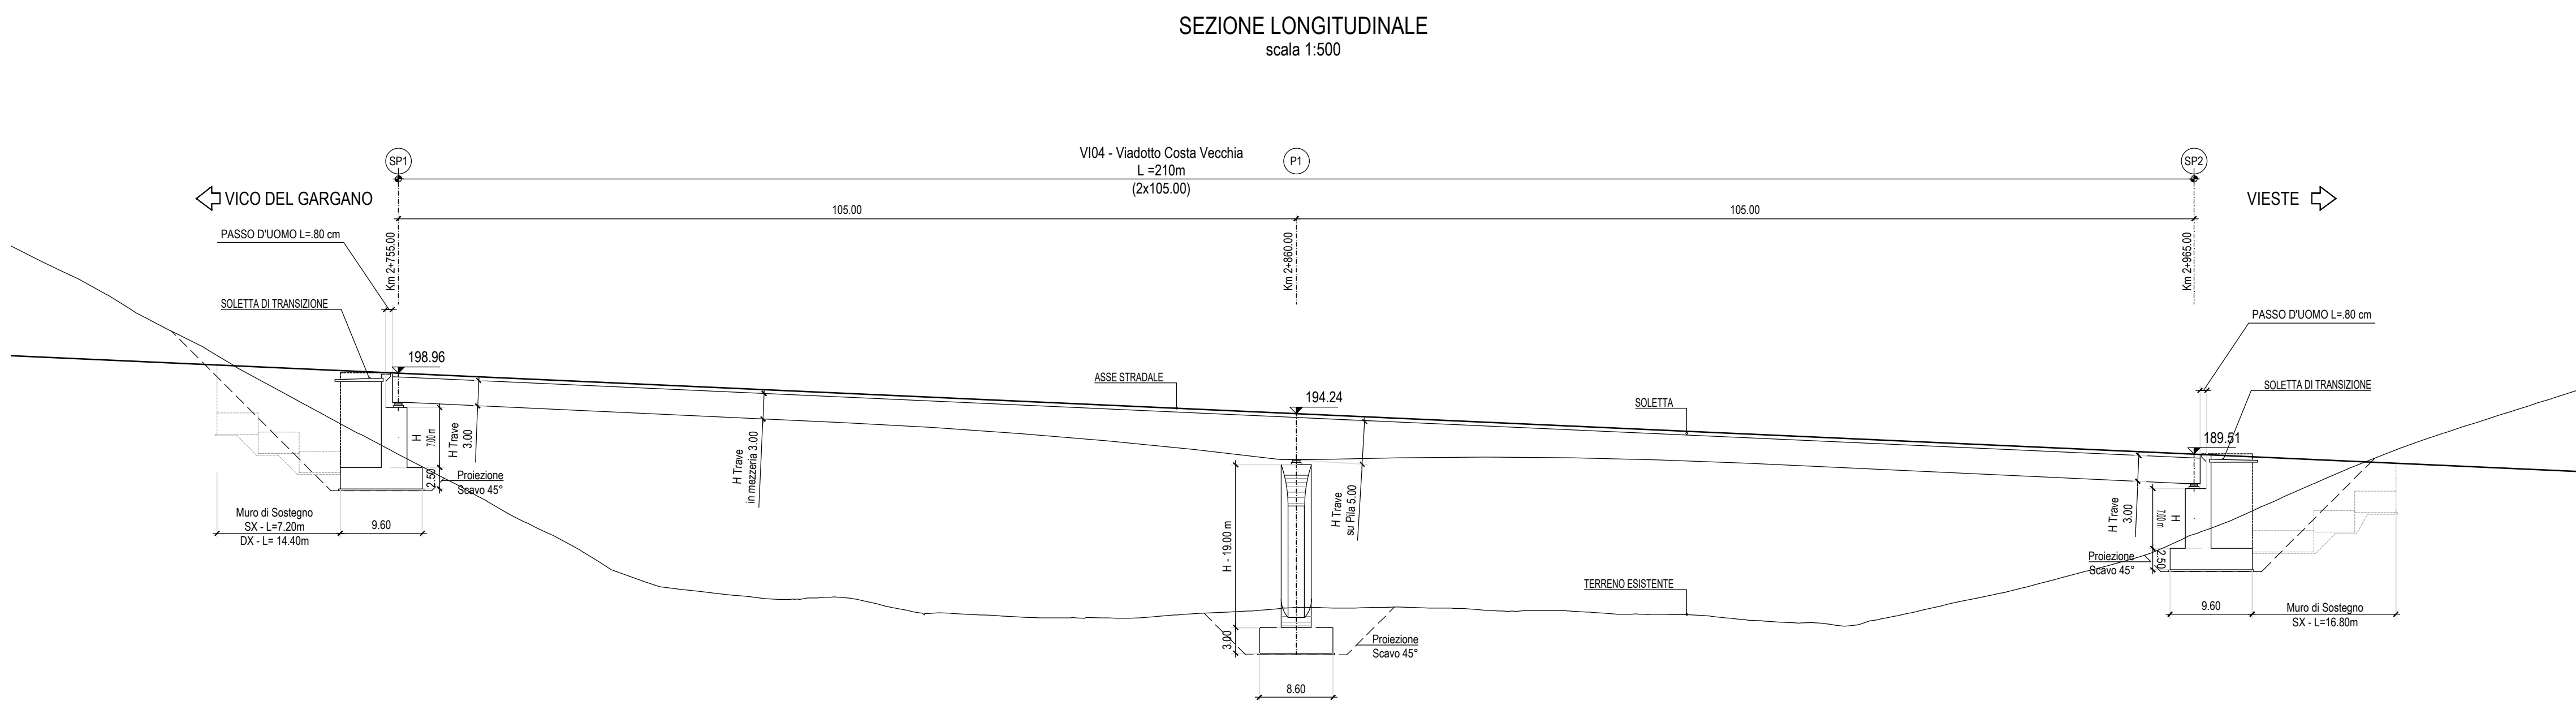 SEZIONE LONGITUDINALE
scala 1:500
SP1
VI04 - Viadotto Costa Vecchia
L =210m
(2x105.00)
P1
SP2
VICO DEL GARGANO
VIESTE
105.00
105.00
PASSO D'UOMO L=.80 cm
Km 2+755.00
Km 2+860.00
Km 2+965.00
SOLETTA DI TRANSIZIONE
PASSO D'UOMO L=.80 cm
198.96
ASSE STRADALE
194.24
SOLETTA
SOLETTA DI TRANSIZIONE
189.51
H
7.00 m
H Trave
3.00
2.50
Proiezione
Scavo 45°
H Trave
in mezzeria 3.00
H Trave
su Pila 5.00
H - 19.00 m
3.00
H Trave
3.00
7.00 m
H
2.50
Proiezione
Scavo 45°
Muro di Sostegno
SX - L=7.20m
DX - L= 14.40m
9.60
TERRENO ESISTENTE
Proiezione
Scavo 45°
8.60
9.60
Muro di Sostegno
SX - L=16.80m